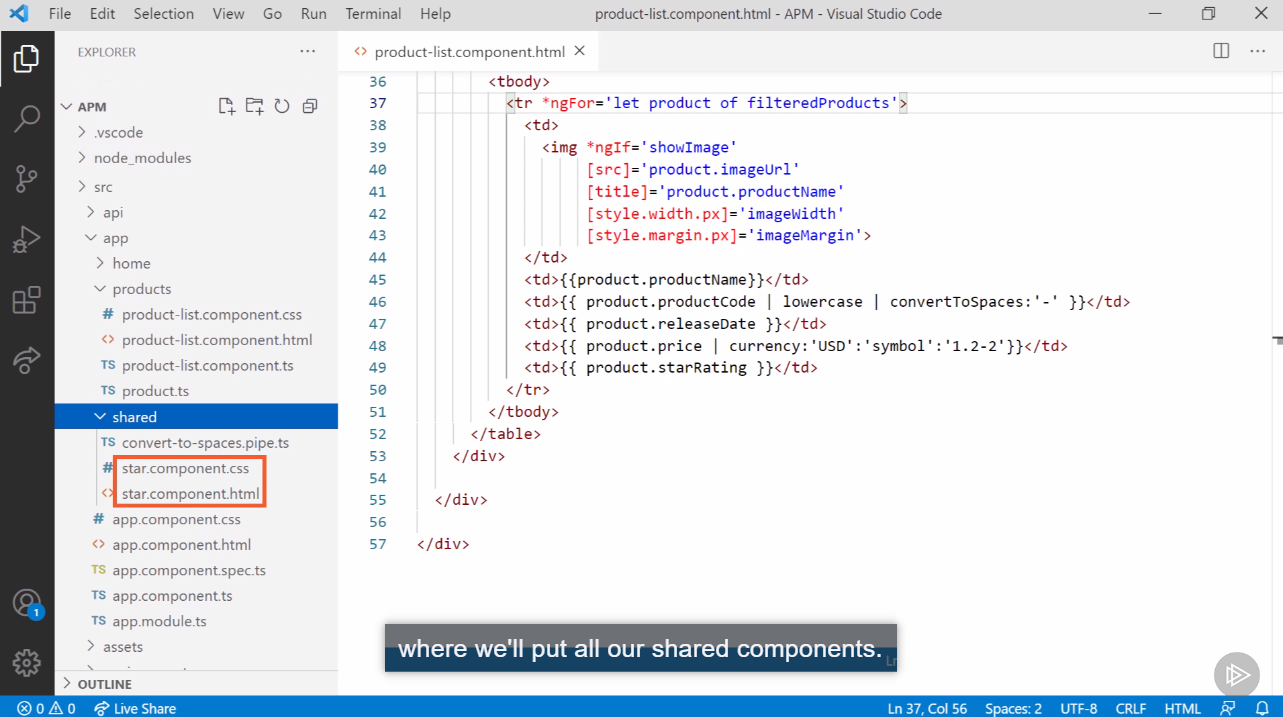 File Edit Selection View Go Run Terminal Help product-list.component.html - APM - Visual Studio Code
EXPLORER
APM
.vscode
node_modules
src
api
app
home
products
# product-list.component.css
<> product-list.component.html
TS product-list.component.ts
TS product.ts
shared
TS convert-to-spaces.pipe.ts
# star.component.css
<> star.component.html
# app.component.css
<> app.component.html
TS app.component.spec.ts
TS app.component.ts
TS app.module.ts
assets
OUTLINE
1
<> product-list.component.html
36 <tbody>
37 <tr *ngFor='let product of filteredProducts'>
38 <td>
39 <img *ngIf='showImage'
40 [src]='product.imageUrl'
41 [title]='product.productName'
42 [style.width.px]='imageWidth'
43 [style.margin.px]='imageMargin'>
44 </td>
45 <td>{{product.productName}}</td>
46 <td>{{ product.productCode | lowercase | convertToSpaces:'-' }}</td>
47 <td>{{ product.releaseDate }}</td>
48 <td>{{ product.price | currency:'USD':'symbol':'1.2-2'}}</td>
49 <td>{{ product.starRating }}</td>
50 </tr>
51 </tbody>
52 </table>
53 </div>
54
55 </div>
56
57 </div>
where we'll put all our shared components.
Ln
0 0 Live Share Ln 37, Col 56 Spaces: 2 UTF-8 CRLF HTML